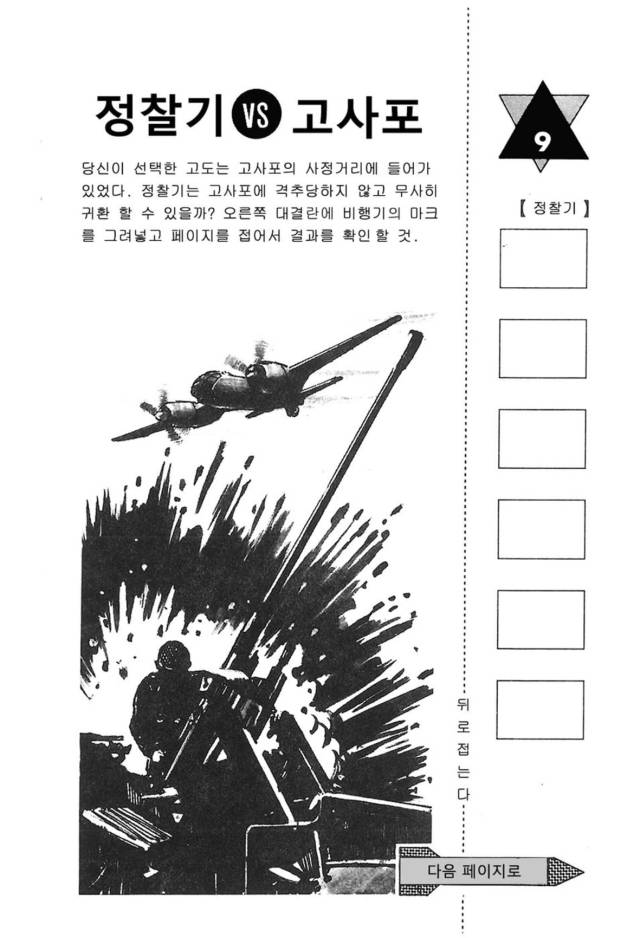 정찰기 VS 고사포
당신이 선택한 고도는 고사포의 사정거리에 들어가
있었다. 정찰기는 고사포에 격추당하지 않고 무사히
귀환 할 수 있을까? 오른쪽 대결란에 비행기의 마크
를 그려넣고 페이지를 접어서 결과를 확인할 것.
9
【 정찰기 】
뒤로접는다
다음 페이지로